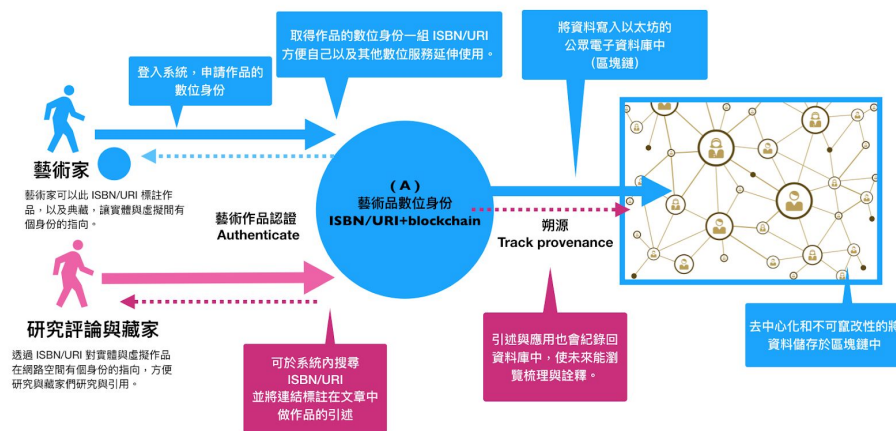 登入系統，申請作品的
數位身份
取得作品的數位身份一組 ISBN/URI
方便自己以及其他數位服務延伸使用。
將資料寫入以太坊的
公眾電子資料庫中
（區塊鏈）
藝術家
藝術家可以此 ISBN/URI 標註作
品，以及典藏，讓實體與虛擬間有
個身份的指向。
藝術作品認證
Authenticate
（A）
藝術品數位身份
ISBN/URI+blockchain
朔源
Track provenance
研究評論與藏家
透過 ISBN/URI 對實體與虛擬作品
在網路空間有個身份的指向，方便
研究與藏家們研究與引用。
可於系統內搜尋
ISBN/URI
並將連結標註在文章中
做作品的引述
引述與應用也會紀錄回
資料庫中，使未來能瀏
覽梳理與詮釋。
去中心化和不可竄改性的將
資料儲存於區塊鏈中